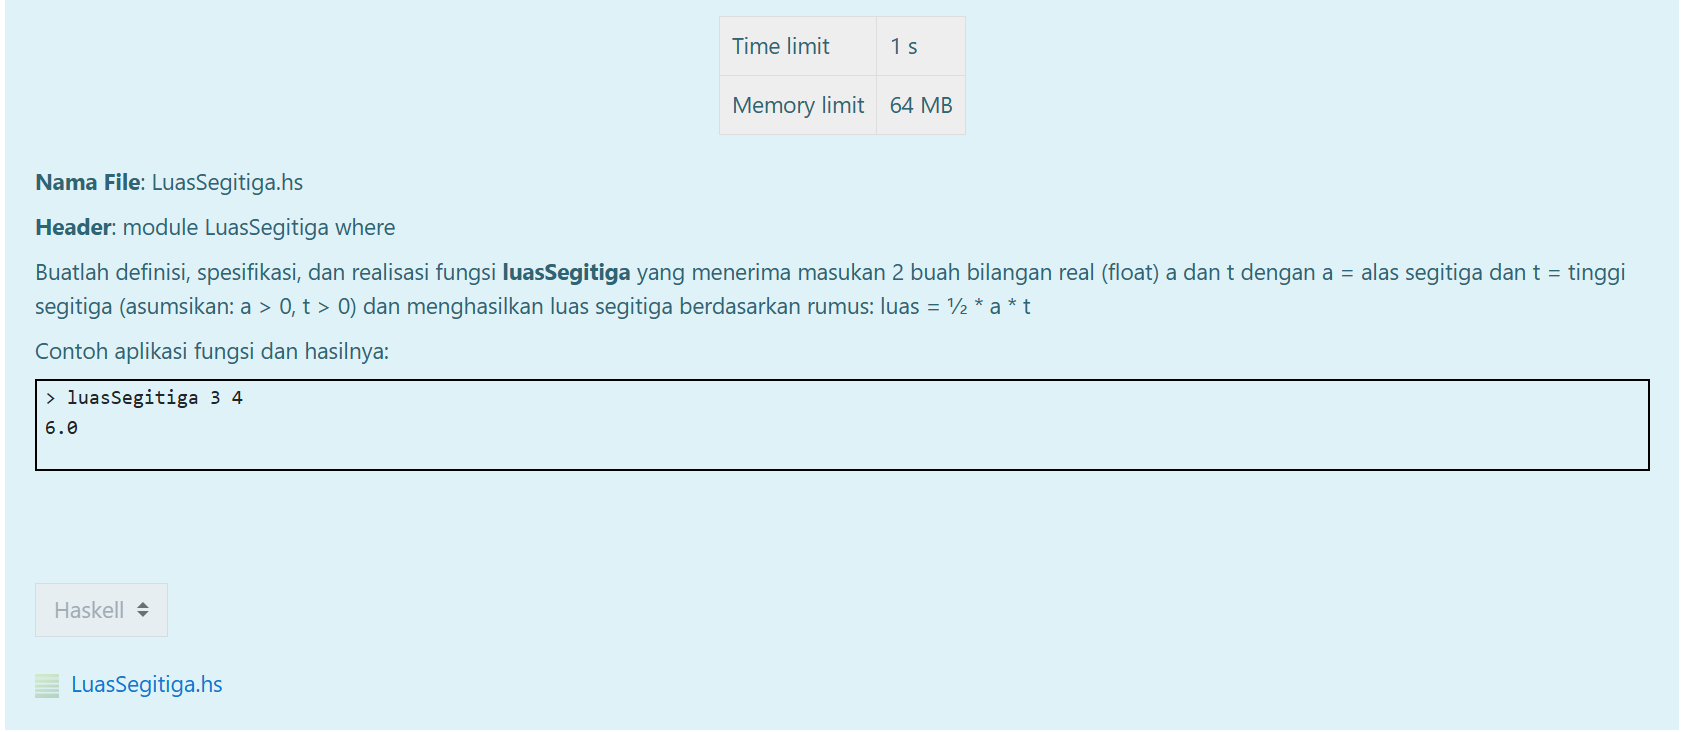 Time limit 1 s
Memory limit 64 MB
Nama File: LuasSegitiga.hs
Header: module LuasSegitiga where
Buatlah definisi, spesifikasi, dan realisasi fungsi luasSegitiga yang menerima masukan 2 buah bilangan real (float) a dan t dengan a = alas segitiga dan t = tinggi
segitiga (asumsikan: a > 0, t > 0) dan menghasilkan luas segitiga berdasarkan rumus: luas = ½ * a * t
Contoh aplikasi fungsi dan hasilnya:
> luasSegitiga 3 4
6.0
Haskell
LuasSegitiga.hs